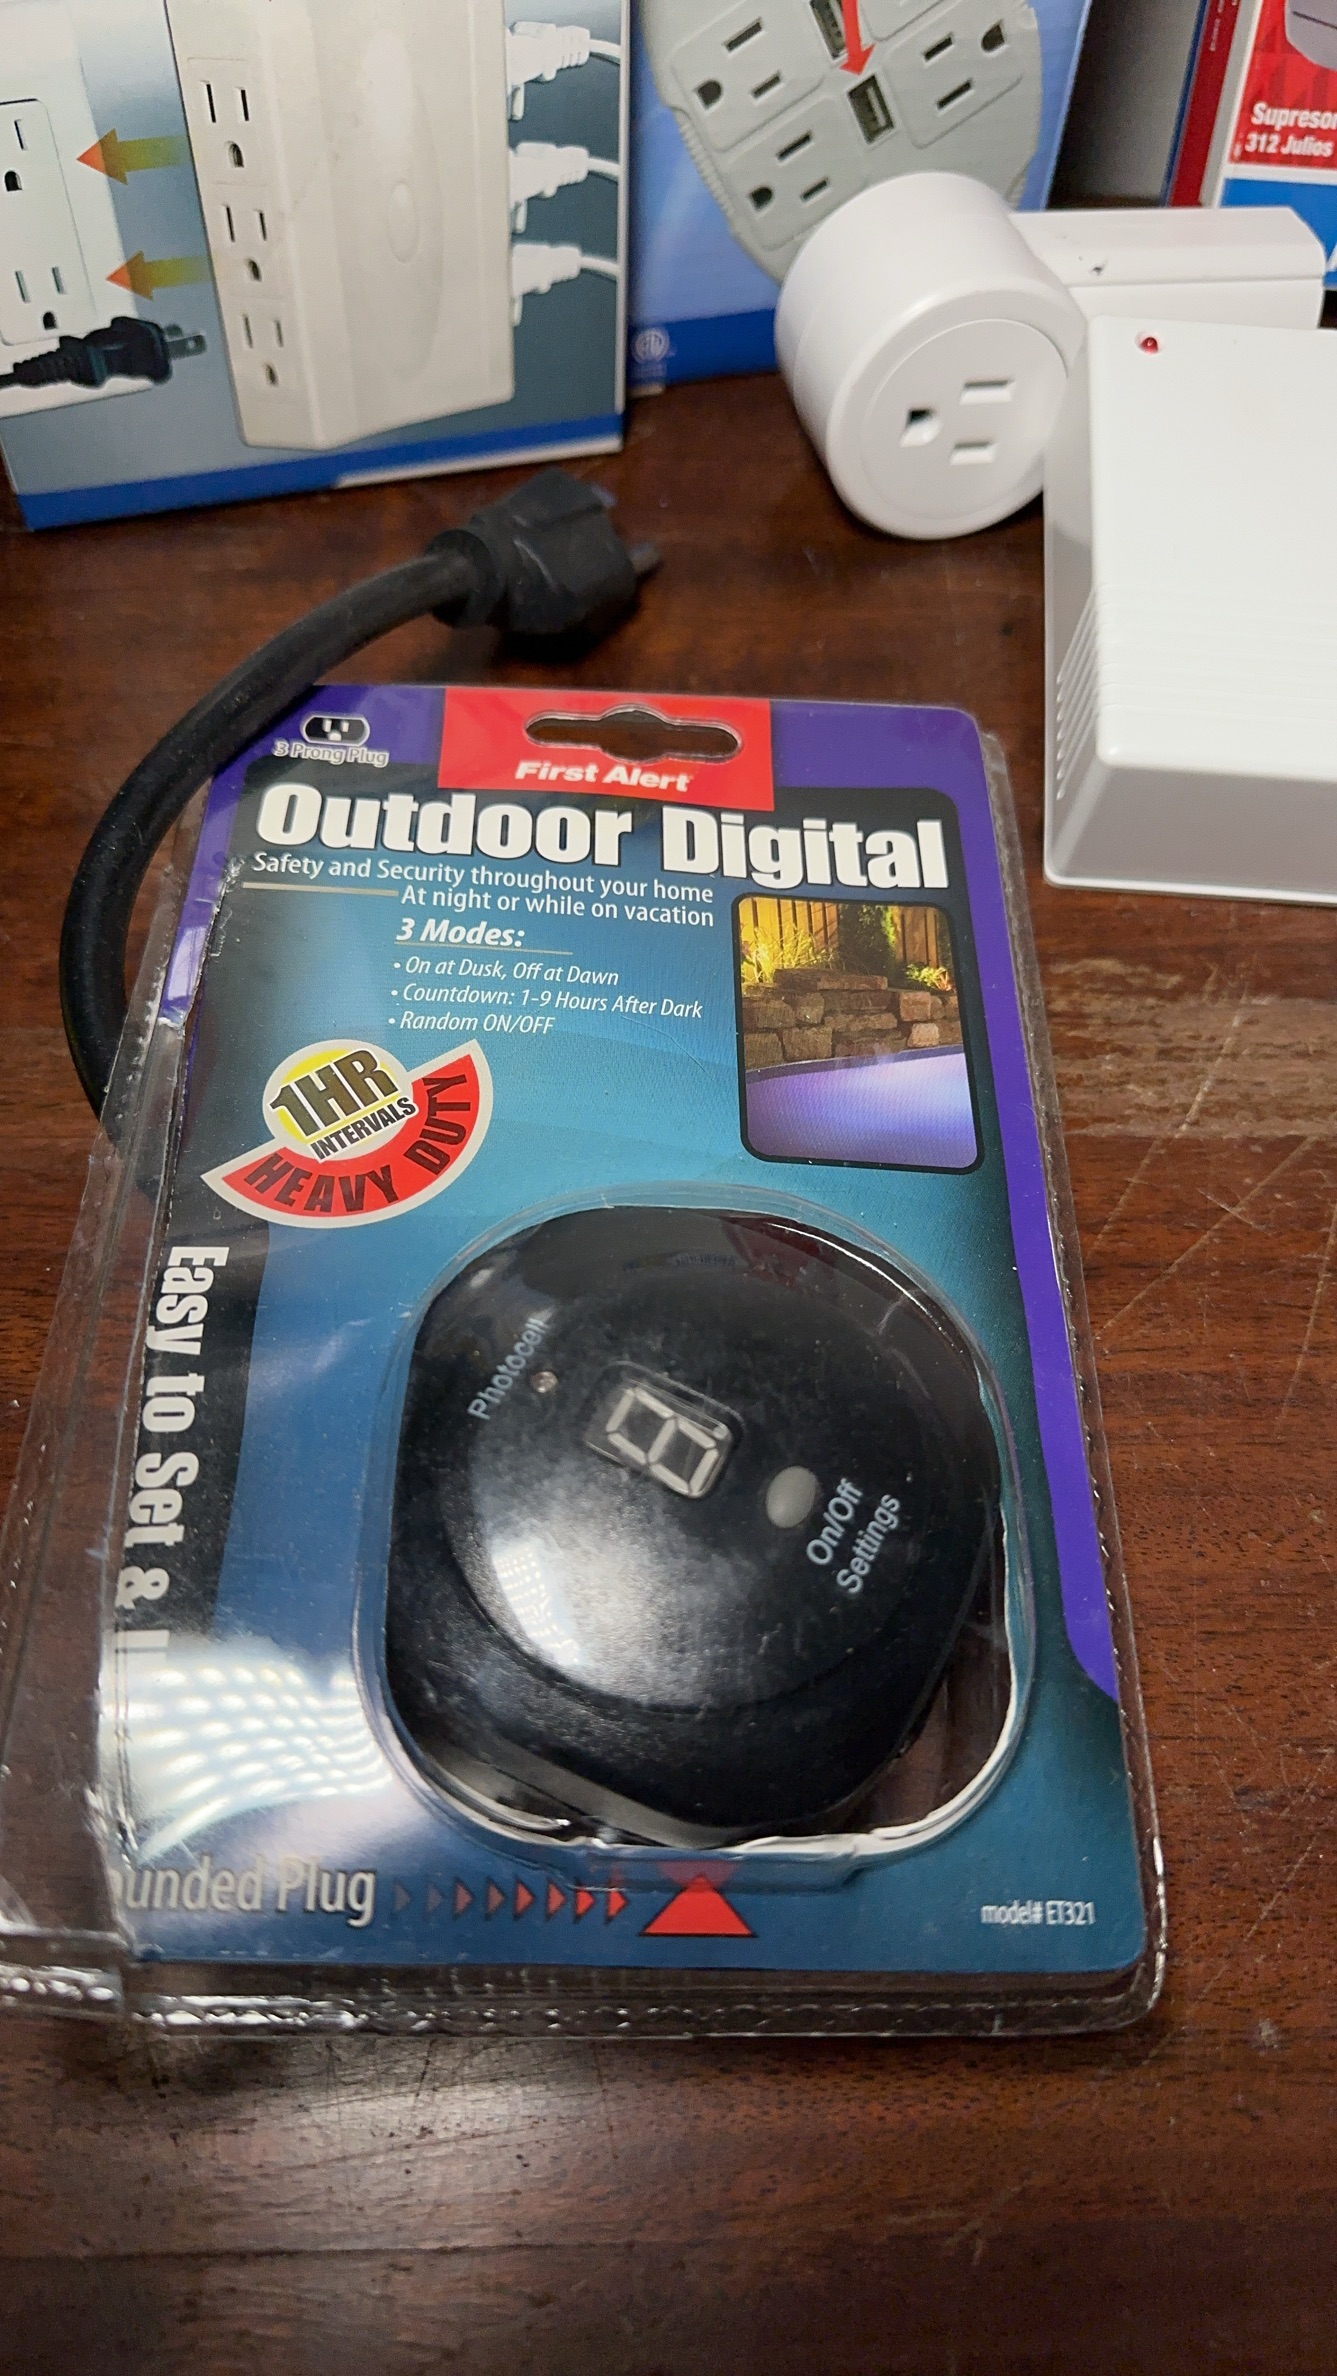 Supresor
312 Julios
3 Prong Plug
First Alert
Outdoor Digital
Safety and Security throughout your home
At night or while on vacation
3 Modes:
• On at Dusk, Off at Dawn
• Countdown: 1-9 Hours After Dark
• Random ON/OFF
1HR
INTERVALS
HEAVY DUTY
Easy to Set &
Photocell
On/Off
Settings
unded Plug
model# ET321